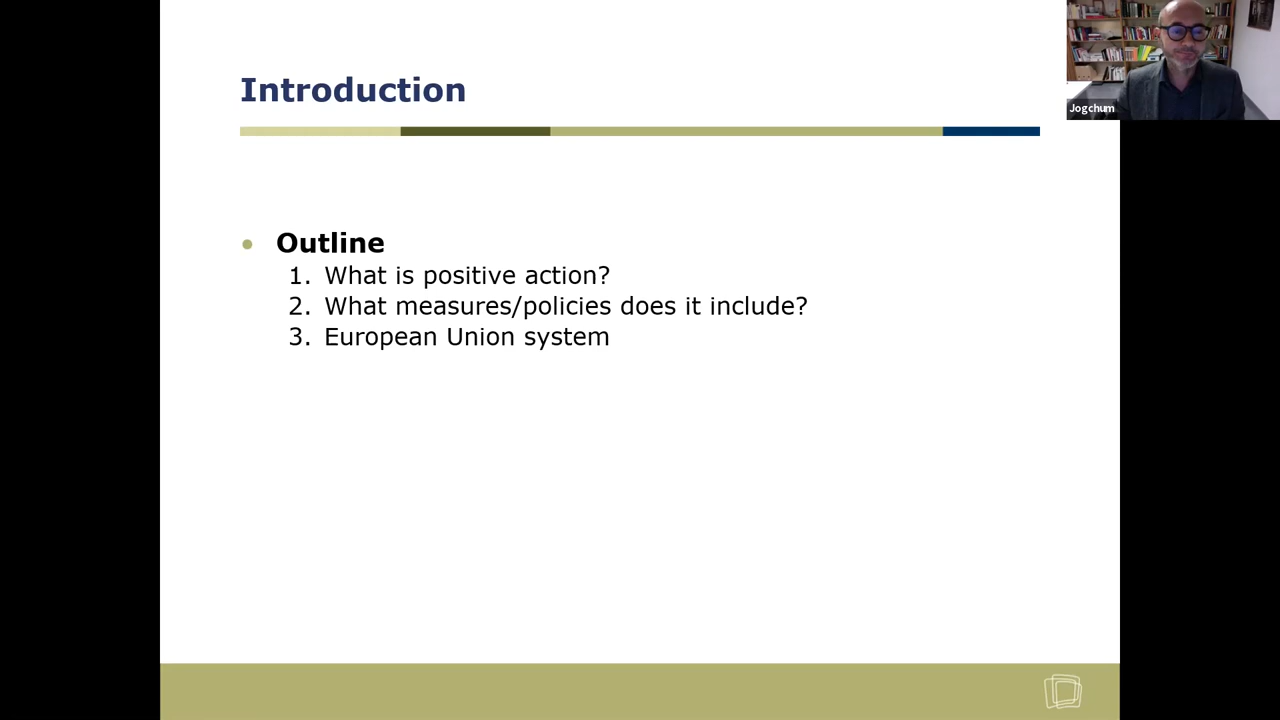 Introduction
Jogchum
• Outline
1. What is positive action?
2. What measures/policies does it include?
3. European Union system